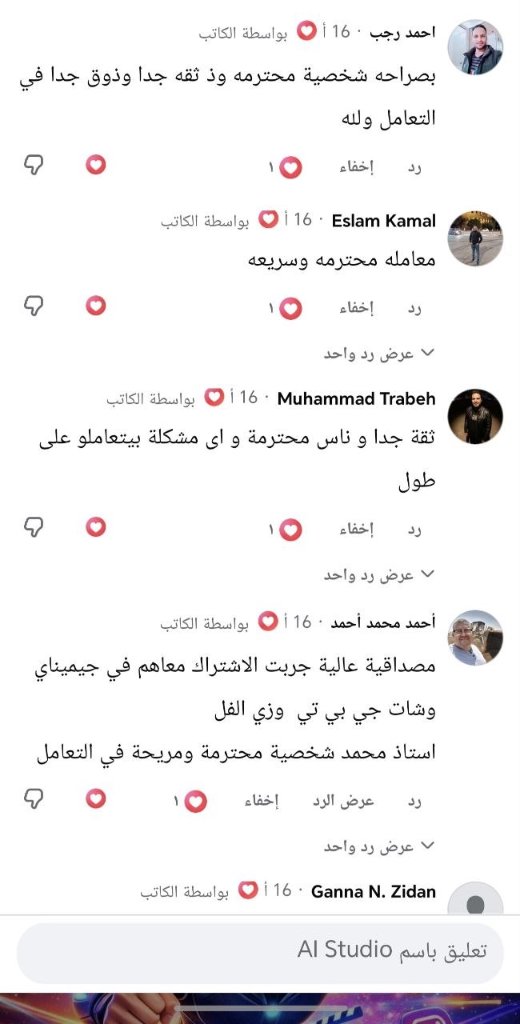 احمد رجب · 16 أ بواسطة الكاتب
بصراحه شخصية محترمه وذ ثقه جدا وذوق جدا في
التعامل ولله
رد إخفاء ١
Eslam Kamal · 16 أ بواسطة الكاتب
معامله محترمه وسريعه
رد إخفاء ١
عرض رد واحد
Muhammad Trabeh · 16 أ بواسطة الكاتب
ثقة جدا و ناس محترمة و اى مشكلة بيتعاملو على
طول
رد إخفاء ١
عرض رد واحد
أحمد محمد أحمد · 16 أ بواسطة الكاتب
مصداقية عالية جربت الاشتراك معاهم في جيميناي
وشات جي بي تي وزي الفل
استاذ محمد شخصية محترمة ومريحة في التعامل
رد عرض الرد إخفاء ١
عرض رد واحد
Ganna N. Zidan · 16 أ بواسطة الكاتب
تعليق باسم AI Studio